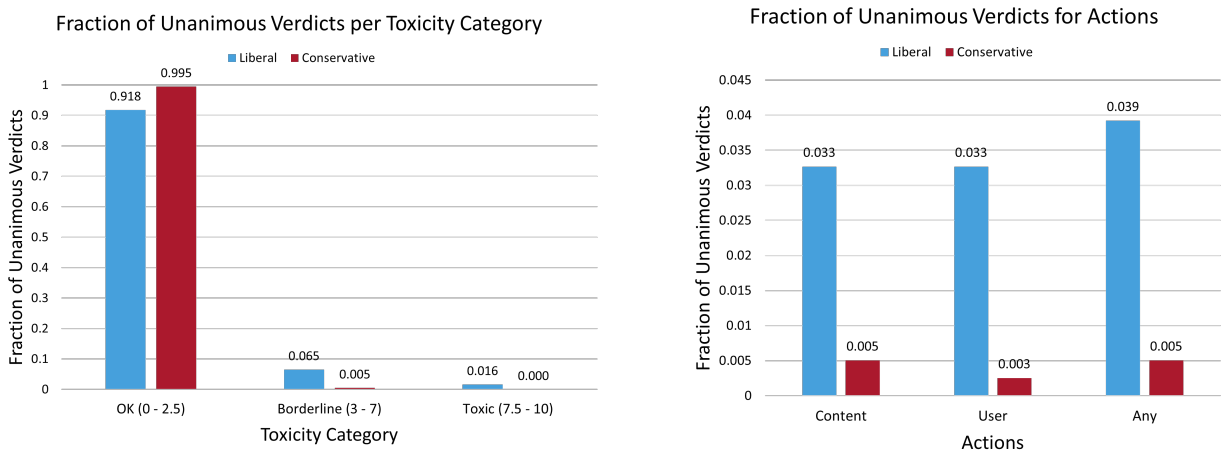 Fraction of Unanimous Verdicts per Toxicity Category
Liberal Conservative
Fraction of Unanimous Verdicts
1
0.9
0.8
0.7
0.6
0.5
0.4
0.3
0.2
0.1
0
0.918
0.995
0.065
0.005
0.016
0.000
OK (0 - 2.5)
Borderline (3 - 7)
Toxic (7.5 - 10)
Toxicity Category
Fraction of Unanimous Verdicts for Actions
Liberal Conservative
Fraction of Unanimous Verdicts
0.045
0.04
0.035
0.03
0.025
0.02
0.015
0.01
0.005
0
0.033
0.005
0.033
0.003
0.039
0.005
Content
User
Any
Actions